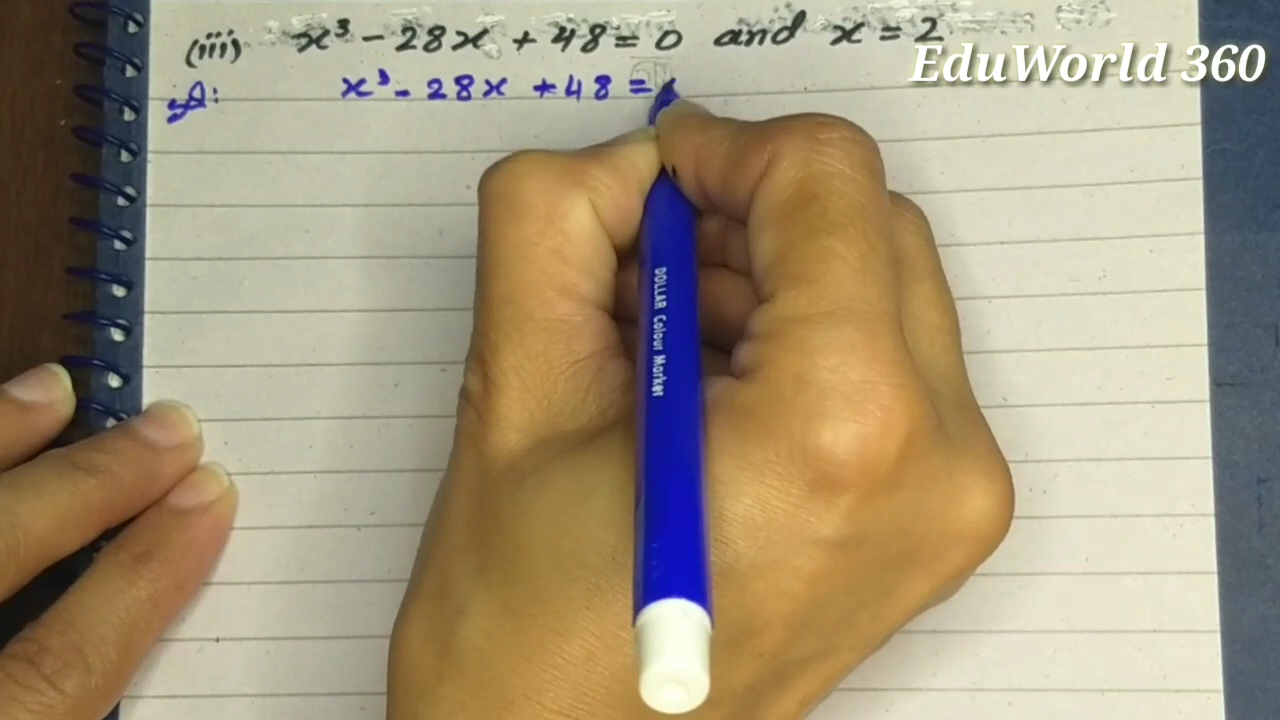 (iii) x³ - 28x + 48 = 0 and x = 2
EduWorld 360
Sol:
x³ - 28x + 48 =
DOLLAR Colour Marker